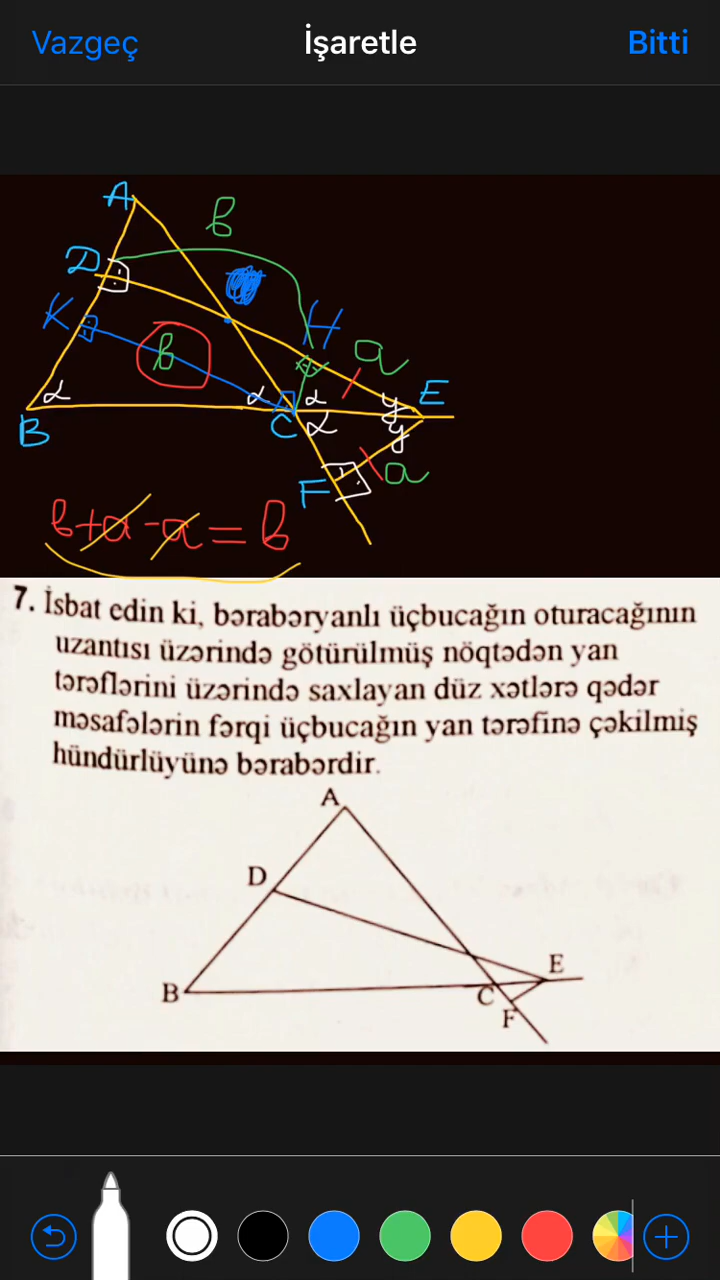 Vazgeç İşaretle Bitti
A
b
D
K
H
b
a
α α α
y E
B
C α
y
F
a
b+a-a=b
7. İsbat edin ki, bərabəryanlı üçbucağın oturacağının
uzantısı üzərində götürülmüş nöqtədən yan
tərəflərini üzərində saxlayan düz xətlərə qədər
məsafələrin fərqi üçbucağın yan tərəfinə çəkilmiş
hündürlüyünə bərabərdir.
A
D
E
B
C
F